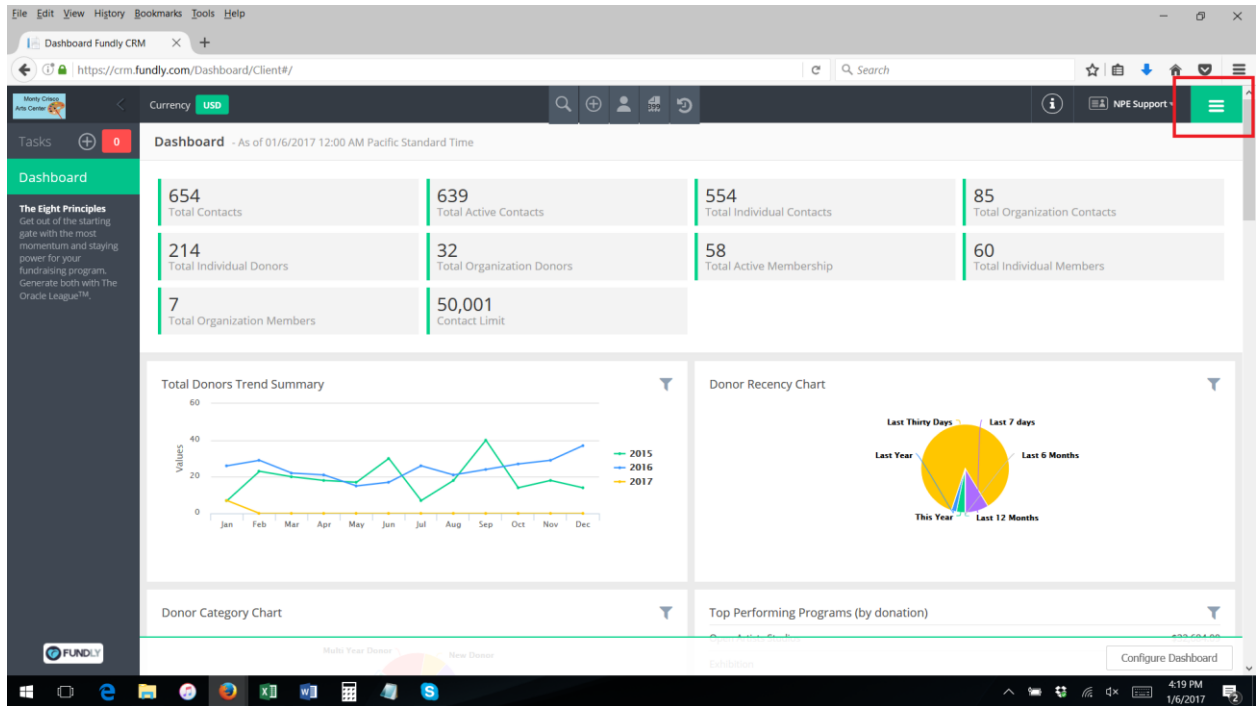 File Edit View History Bookmarks Tools Help
Dashboard Fundly CRM
https://crm.fundly.com/Dashboard/Client#/
Search
Monty Crisco
Arts Center
Currency USD
NPE Support
Tasks 0
Dashboard - As of 01/6/2017 12:00 AM Pacific Standard Time
Dashboard
The Eight Principles
Get out of the starting
gate with the most
momentum and staying
power for your
fundraising program.
Generate both with The
Oracle League™.
654
Total Contacts
639
Total Active Contacts
554
Total Individual Contacts
85
Total Organization Contacts
214
Total Individual Donors
32
Total Organization Donors
58
Total Active Membership
60
Total Individual Members
7
Total Organization Members
50,001
Contact Limit
Total Donors Trend Summary
60
40
20
0
Values
Jan Feb Mar Apr May Jun Jul Aug Sep Oct Nov Dec
2015
2016
2017
Donor Recency Chart
Last Thirty Days
Last 7 days
Last Year
Last 6 Months
This Year
Last 12 Months
Donor Category Chart
Multi Year Donor
New Donor
Top Performing Programs (by donation)
Exhibition
Configure Dashboard
FUNDLY
4:19 PM
1/6/2017
2